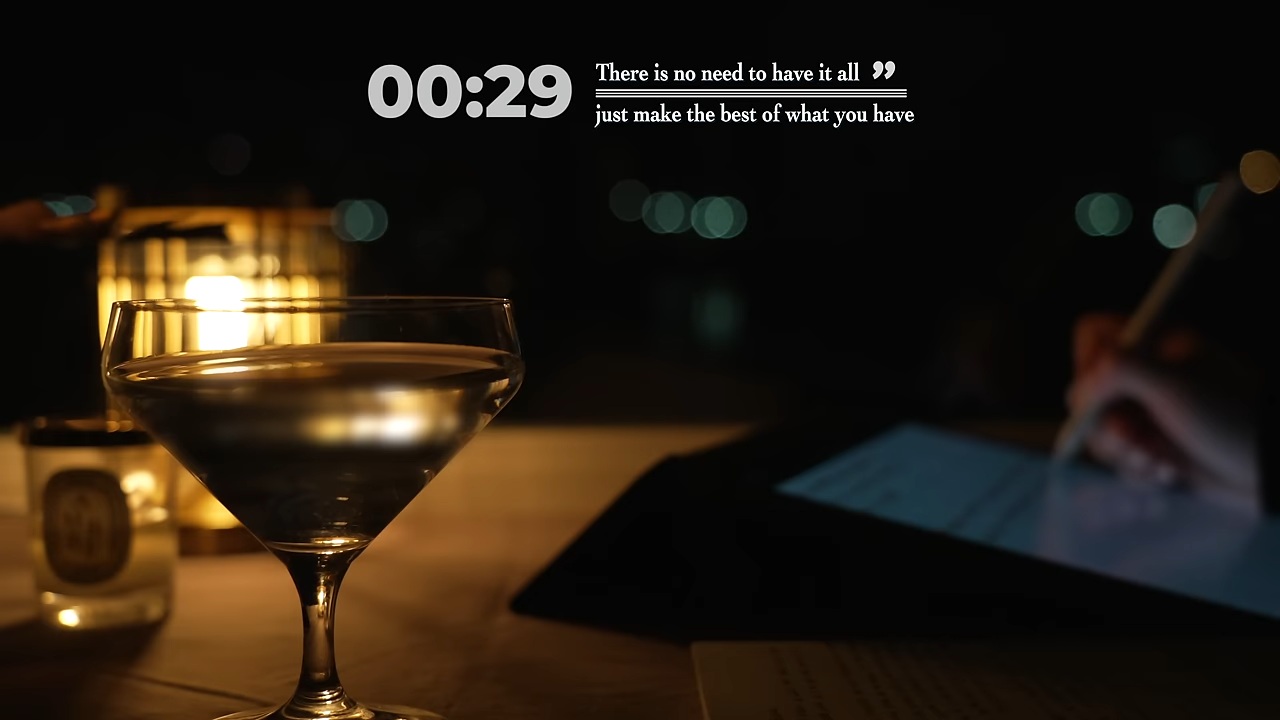 00:29
There is no need to have it all ”
just make the best of what you have